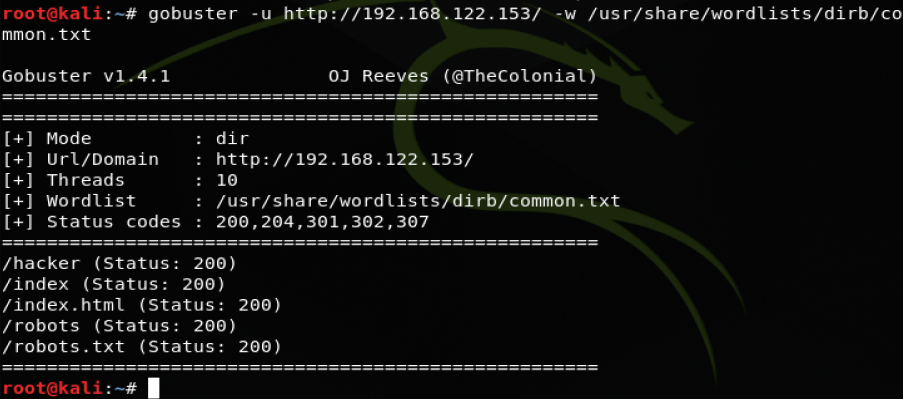 root@kali:~# gobuster -u http://192.168.122.153/ -w /usr/share/wordlists/dirb/co
mmon.txt
Gobuster v1.4.1              OJ Reeves (@TheColonial)
=====================================================
=====================================================
[+] Mode         : dir
[+] Url/Domain   : http://192.168.122.153/
[+] Threads      : 10
[+] Wordlist     : /usr/share/wordlists/dirb/common.txt
[+] Status codes : 200,204,301,302,307
=====================================================
/hacker (Status: 200)
/index (Status: 200)
/index.html (Status: 200)
/robots (Status: 200)
/robots.txt (Status: 200)
=====================================================
root@kali:~#